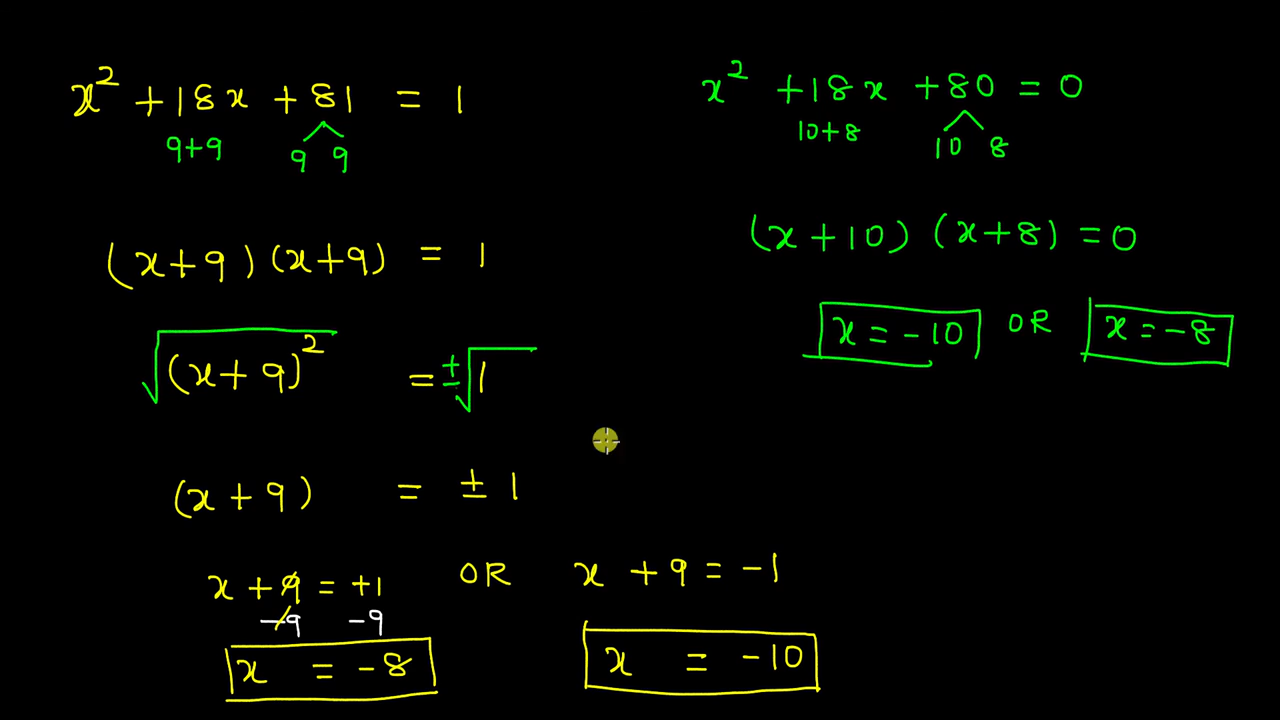 x² + 18x + 81 = 1
9+9 9 9
(x+9)(x+9) = 1
√(x+9)² = ±√1
(x+9) = ± 1
x + 9 = +1 OR x + 9 = -1
-9 -9
x = -8 x = -10
x² + 18x + 80 = 0
10+8 10 8
(x+10)(x+8) = 0
x = -10 OR x = -8